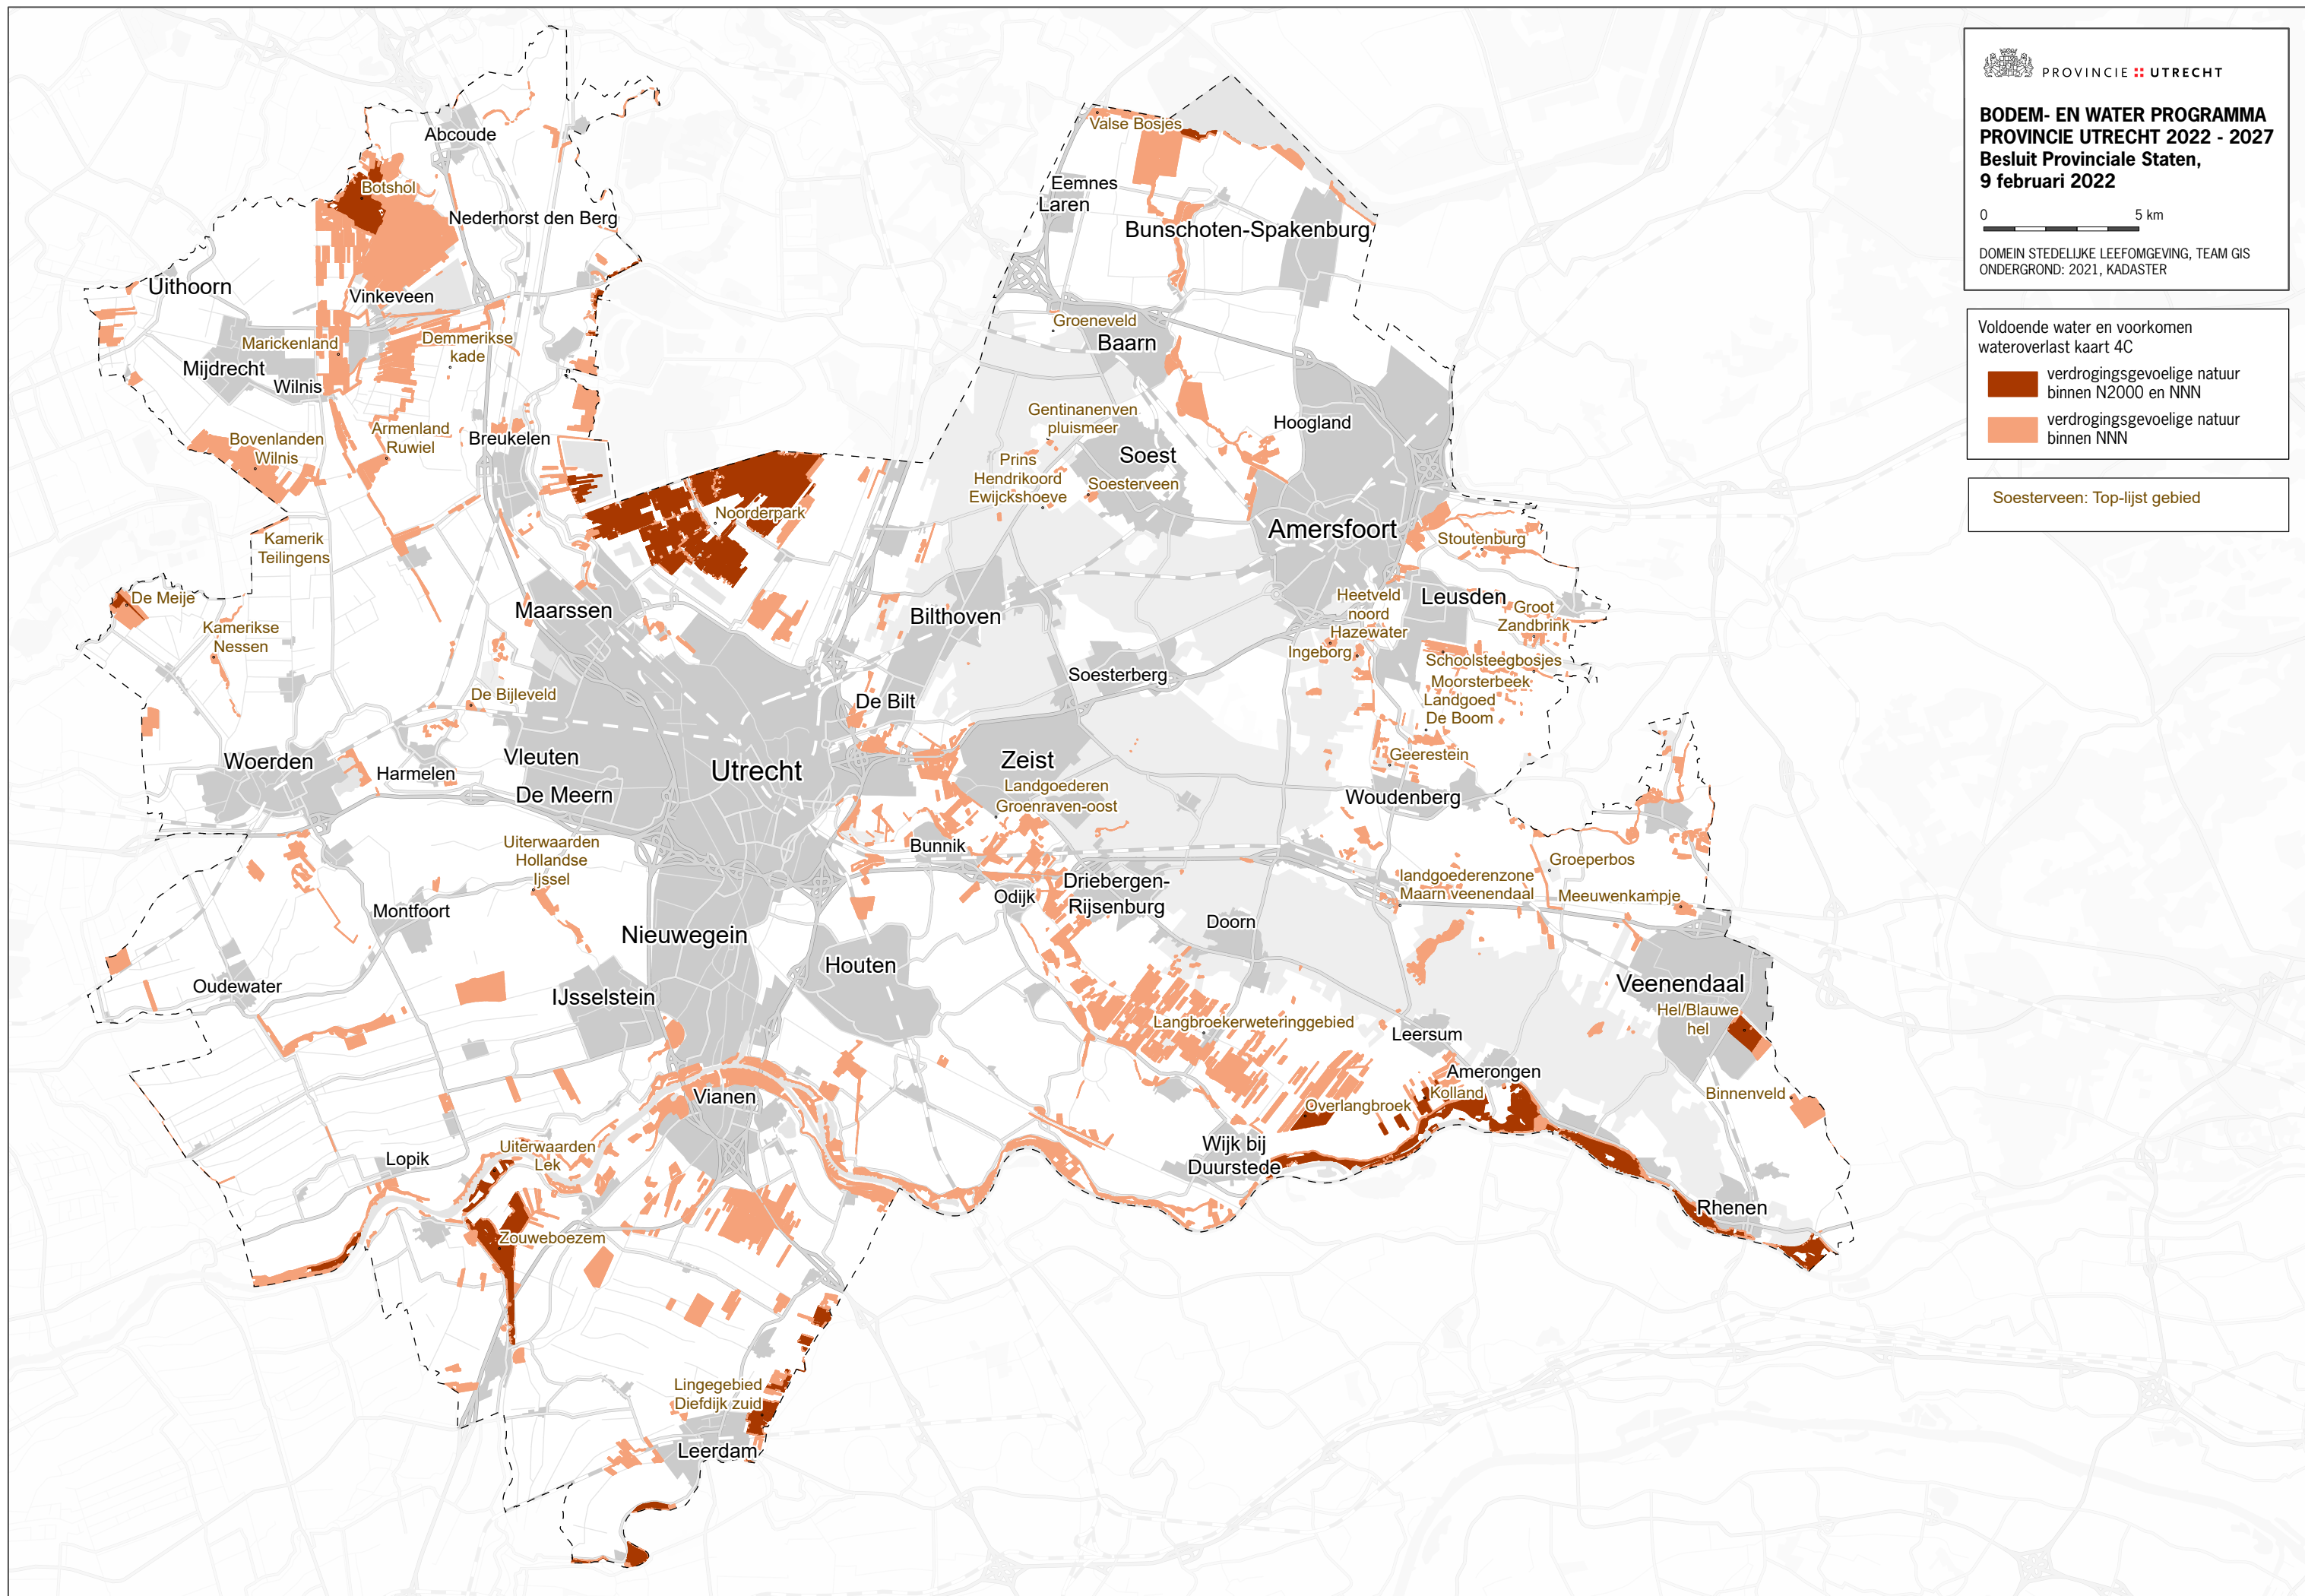 PROVINCIE UTRECHT
BODEM- EN WATER PROGRAMMA
PROVINCIE UTRECHT 2022 - 2027
Besluit Provinciale Staten,
9 februari 2022
0 5 km
DOMEIN STEDELIJKE LEEFOMGEVING, TEAM GIS
ONDERGROND: 2021, KADASTER
Voldoende water en voorkomen
wateroverlast kaart 4C
verdrogingsgevoelige natuur
binnen N2000 en NNN
verdrogingsgevoelige natuur
binnen NNN
Soesterveen: Top-lijst gebied
Abcoude
Valse Bosjes
Botshol
Eemnes
Laren
Nederhorst den Berg
Bunschoten-Spakenburg
Uithoorn
Vinkeveen
Groeneveld
Baarn
Marickenland
Demmerikse
kade
Mijdrecht
Wilnis
Gentinanenven
pluismeer
Hoogland
Armenland
Ruwiel
Breukelen
Bovenlanden
Wilnis
Soest
Prins
Hendrikoord
Ewijckshoeve
Soesterveen
Noorderpark
Amersfoort
Stoutenburg
Kamerik
Teilingens
De Meije
Maarssen
Bilthoven
Heetveld
noord
Hazewater
Leusden
Groot
Zandbrink
Kamerikse
Nessen
Ingeborg
Schoolsteegbosjes
Moorsterbeek
Landgoed
De Boom
Soesterberg
De Bijleveld
De Bilt
Geerestein
Woerden
Harmelen
Vleuten
De Meern
Utrecht
Zeist
Landgoederen
Groenraven-oost
Woudenberg
Uiterwaarden
Hollandse
Ijssel
Bunnik
Groeperbos
landgoederenzone
Maarn veenendaal
Meeuwenkampje
Driebergen-
Rijsenburg
Odijk
Montfoort
Doorn
Nieuwegein
Houten
Oudewater
IJsselstein
Veenendaal
Hel/Blauwe
hel
Langbroekerweteringgebied
Leersum
Amerongen
Kolland
Binnenveld
Vianen
Overlangbroek
Uiterwaarden
Lek
Lopik
Wijk bij
Duurstede
Rhenen
Zouweboezem
Lingegebied
Diefdijk zuid
Leerdam